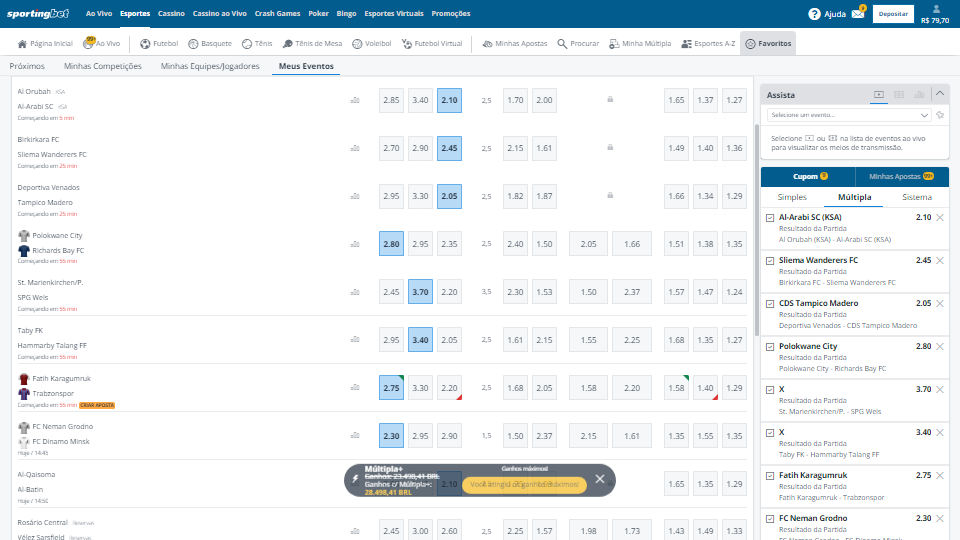 sportingbet Ao Vivo Esportes Cassino Cassino ao Vivo Crash Games Poker Bingo Esportes Virtuais Promoções ? Ajuda Depositar R$ 79,70
Página Inicial 99+ Ao Vivo Futebol Basquete Tênis Tênis de Mesa Voleibol Futebol Virtual Minhas Apostas Procurar Minha Múltipla Esportes A-Z Favoritos
Próximos Minhas Competições Minhas Equipes/Jogadores Meus Eventos
Al Orubah KSA
Al-Arabi SC KSA
Começando em 5 min
2.85 3.40 2.10 2,5 1.70 2.00 1.65 1.37 1.27
Birkirkara FC
Sliema Wanderers FC
Começando em 25 min
2.70 2.90 2.45 2,5 2.15 1.61 1.49 1.40 1.36
Deportiva Venados
Tampico Madero
Começando em 25 min
2.95 3.30 2.05 2,5 1.82 1.87 1.66 1.34 1.29
Polokwane City
Richards Bay FC
Começando em 55 min
2.80 2.95 2.35 2,5 2.40 1.50 2.05 1.66 1.51 1.38 1.35
St. Marienkirchen/P.
SPG Wels
Começando em 55 min
2.45 3.70 2.20 3,5 2.30 1.53 1.50 2.37 1.57 1.47 1.24
Taby FK
Hammarby Talang FF
Começando em 55 min
2.95 3.40 2.05 2,5 1.61 2.15 1.55 2.25 1.68 1.35 1.27
Fatih Karagumruk
Trabzonspor
Começando em 55 min CRIAR APOSTA
2.75 3.30 2.20 2,5 1.68 2.05 1.58 2.20 1.58 1.40 1.29
FC Neman Grodno
FC Dinamo Minsk
Hoje / 14:45
2.30 2.95 2.90 1,5 1.50 2.37 2.15 1.61 1.35 1.55 1.35
Al-Qaisoma
Al-Batin
Hoje / 14:50
2.10 1.65 1.35 1.29
Múltipla+
Ganhos: 23.498,41 BRL
Ganhos c/ Múltipla+:
28.498,41 BRL
Ganhos máximos!
Você atingiu os ganhos máximos!
Rosário Central Reservas
Vélez Sarsfield Reservas
2.45 3.00 2.60 2,5 2.25 1.57 1.98 1.73 1.43 1.49 1.33
Assista
Selecione um evento...
Selecione ou na lista de eventos ao vivo
para visualizar os meios de transmissão.
Cupom Minhas Apostas 99+
Simples Múltipla Sistema
Al-Arabi SC (KSA) 2.10
Resultado da Partida
Al Orubah (KSA) - Al-Arabi SC (KSA)
Sliema Wanderers FC 2.45
Resultado da Partida
Birkirkara FC - Sliema Wanderers FC
CDS Tampico Madero 2.05
Resultado da Partida
Deportiva Venados - CDS Tampico Madero
Polokwane City 2.80
Resultado da Partida
Polokwane City - Richards Bay FC
X 3.70
Resultado da Partida
St. Marienkirchen/P. - SPG Wels
X 3.40
Resultado da Partida
Taby FK - Hammarby Talang FF
Fatih Karagumruk 2.75
Resultado da Partida
Fatih Karagumruk - Trabzonspor
FC Neman Grodno 2.30
Resultado da Partida
FC Neman Grodno - FC Dinamo Minsk